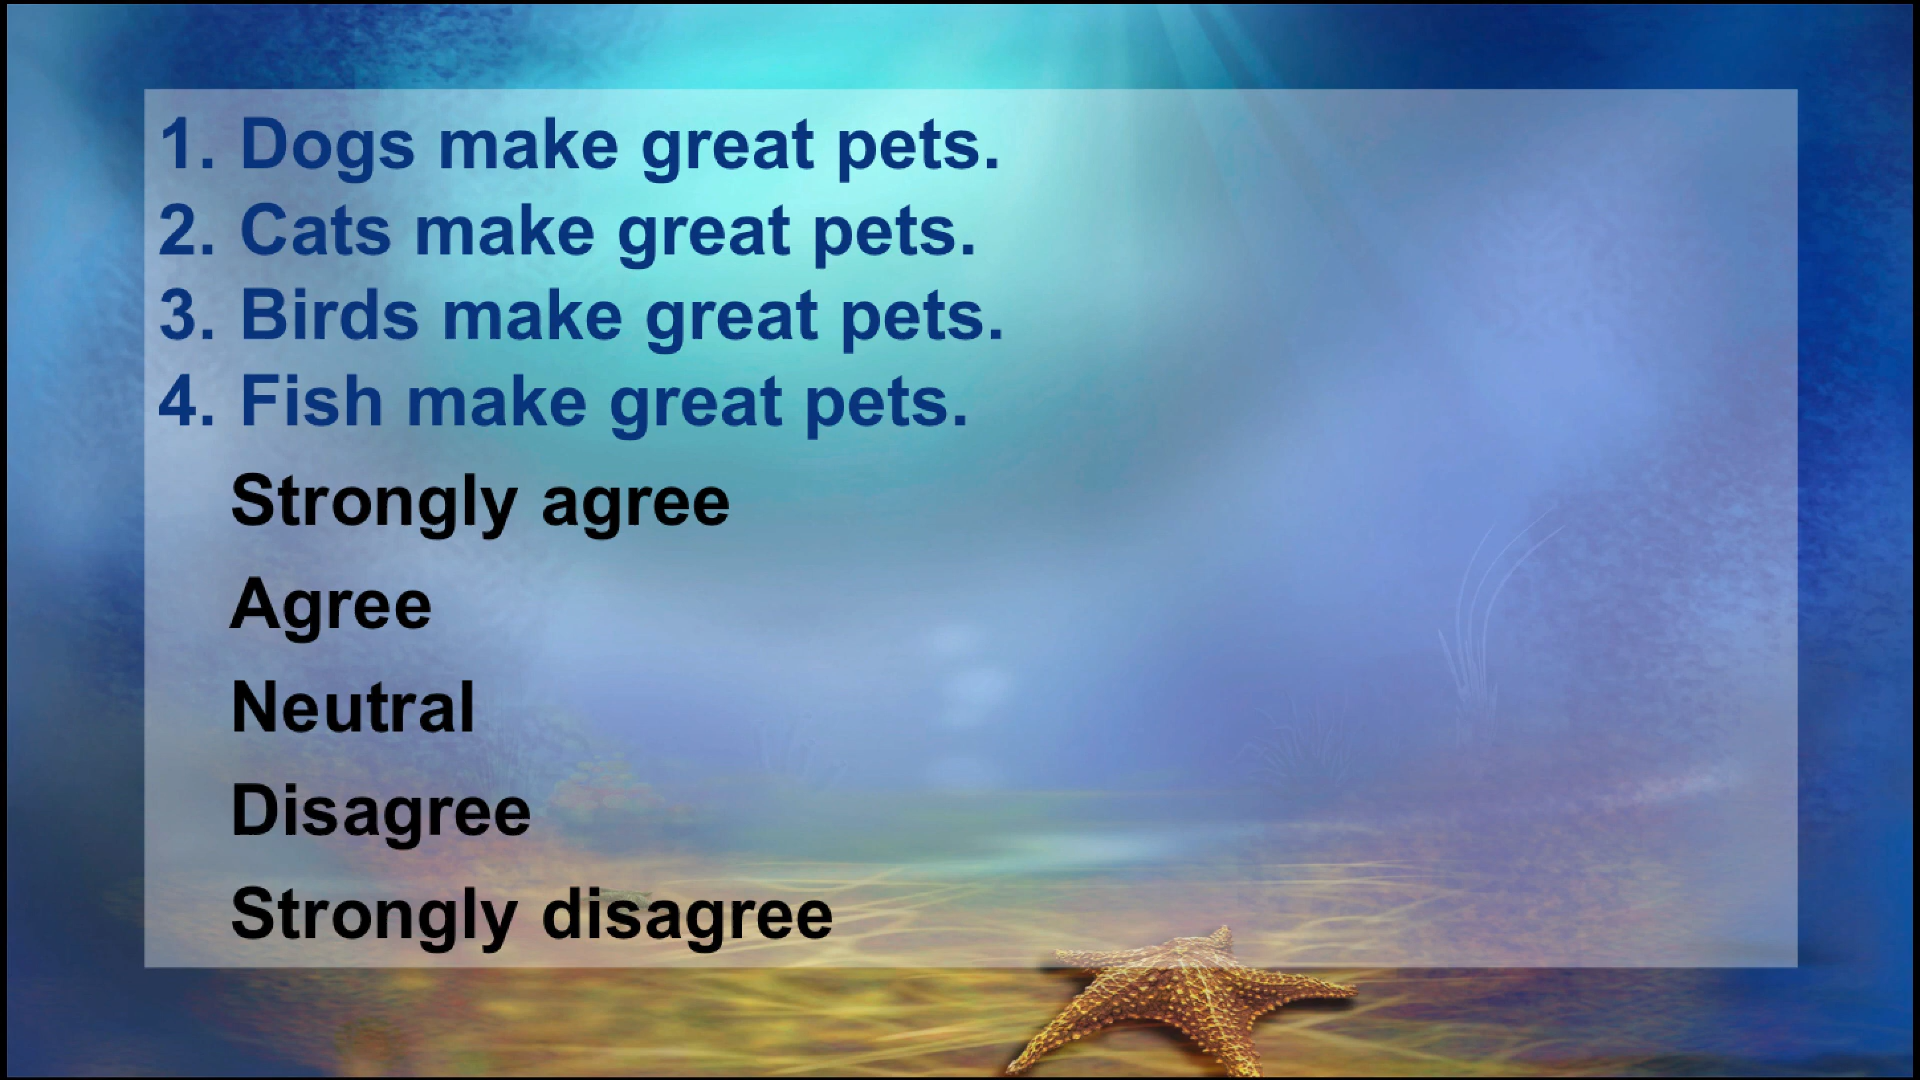 1. Dogs make great pets.
2. Cats make great pets.
3. Birds make great pets.
4. Fish make great pets.
Strongly agree
Agree
Neutral
Disagree
Strongly disagree